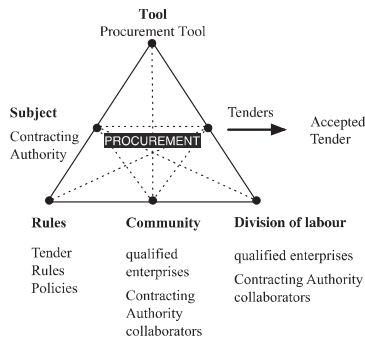 Tool
Procurement Tool
Subject
Contracting
Authority
PROCUREMENT
Tenders
Accepted
Tender
Rules
Tender
Rules
Policies
Community
qualified
enterprises
Contracting
Authority
collaborators
Division of labour
qualified enterprises
Contracting Authority
collaborators